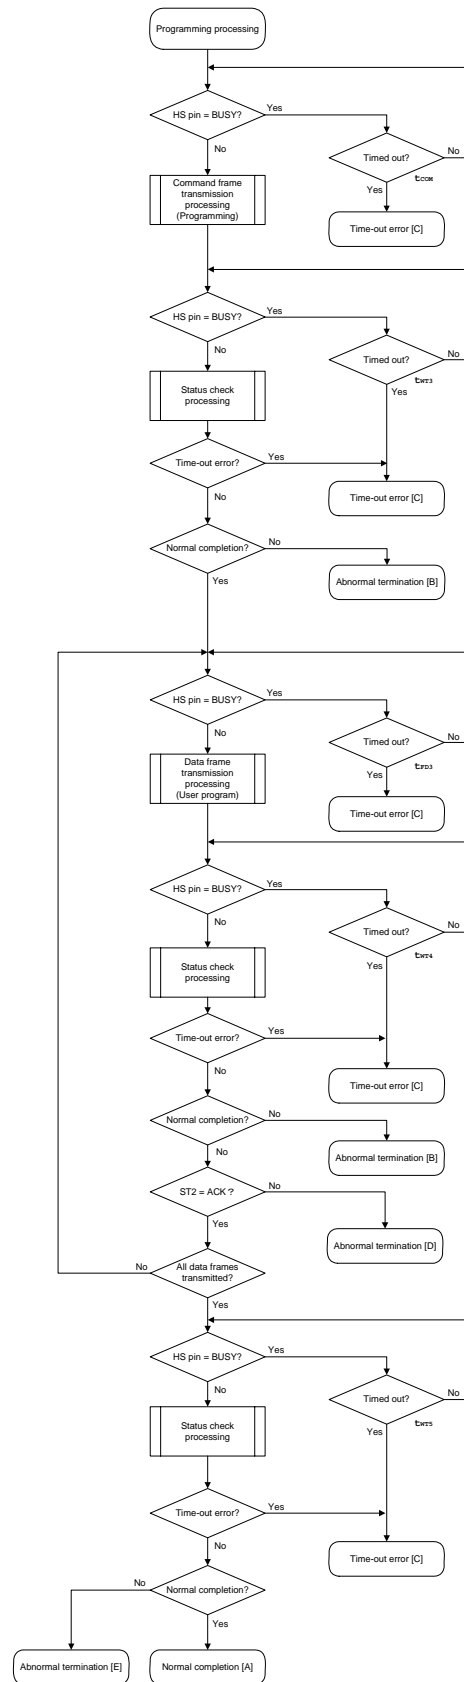 Programming processing
HS pin = BUSY?
Yes
No
Timed out?
No
tCOM
Yes
Command frame
transmission
processing
(Programming)
Time-out error [C]
HS pin = BUSY?
Yes
No
Timed out?
No
tWT3
Yes
Status check
processing
Time-out error?
Yes
No
Time-out error [C]
Normal completion?
No
Yes
Abnormal termination [B]
HS pin = BUSY?
Yes
No
Timed out?
No
tFD3
Yes
Data frame
transmission
processing
(User program)
Time-out error [C]
HS pin = BUSY?
Yes
No
Timed out?
No
tWT4
Yes
Status check
processing
Time-out error?
Yes
No
Time-out error [C]
Normal completion?
No
No
Abnormal termination [B]
ST2 = ACK ?
No
Yes
Abnormal termination [D]
All data frames
transmitted?
No
Yes
HS pin = BUSY?
Yes
No
Timed out?
No
tWT5
Yes
Status check
processing
Time-out error?
Yes
No
Time-out error [C]
Normal completion?
No
Yes
Abnormal termination [E]
Normal completion [A]